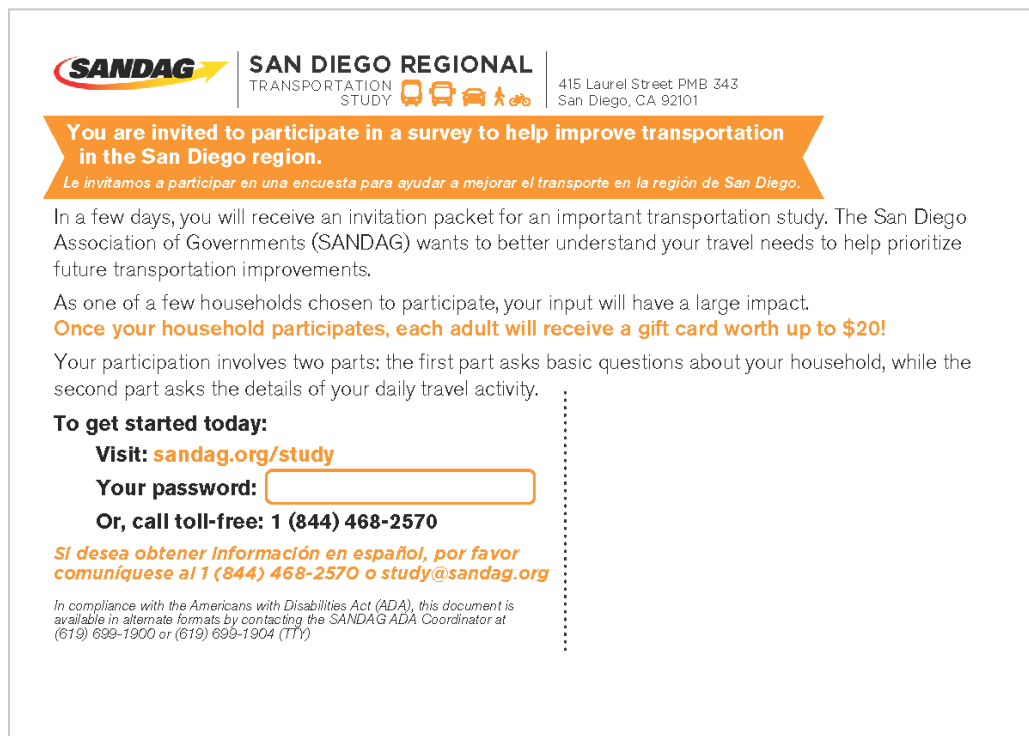 SANDAG
SAN DIEGO REGIONAL
TRANSPORTATION
STUDY
415 Laurel Street PMB 343
San Diego, CA 92101
You are invited to participate in a survey to help improve transportation
in the San Diego region.
Le invitamos a participar en una encuesta para ayudar a mejorar el transporte en la región de San Diego.
In a few days, you will receive an invitation packet for an important transportation study. The San Diego
Association of Governments (SANDAG) wants to better understand your travel needs to help prioritize
future transportation improvements.
As one of a few households chosen to participate, your input will have a large impact.
Once your household participates, each adult will receive a gift card worth up to $20!
Your participation involves two parts: the first part asks basic questions about your household, while the
second part asks the details of your daily travel activity.
To get started today:
Visit: sandag.org/study
Your password:
Or, call toll-free: 1 (844) 468-2570
Si desea obtener información en español, por favor
comuníquese al 1 (844) 468-2570 o study@sandag.org
In compliance with the Americans with Disabilities Act (ADA), this document is
available in alternate formats by contacting the SANDAG ADA Coordinator at
(619) 699-1900 or (619) 699-1904 (TTY)